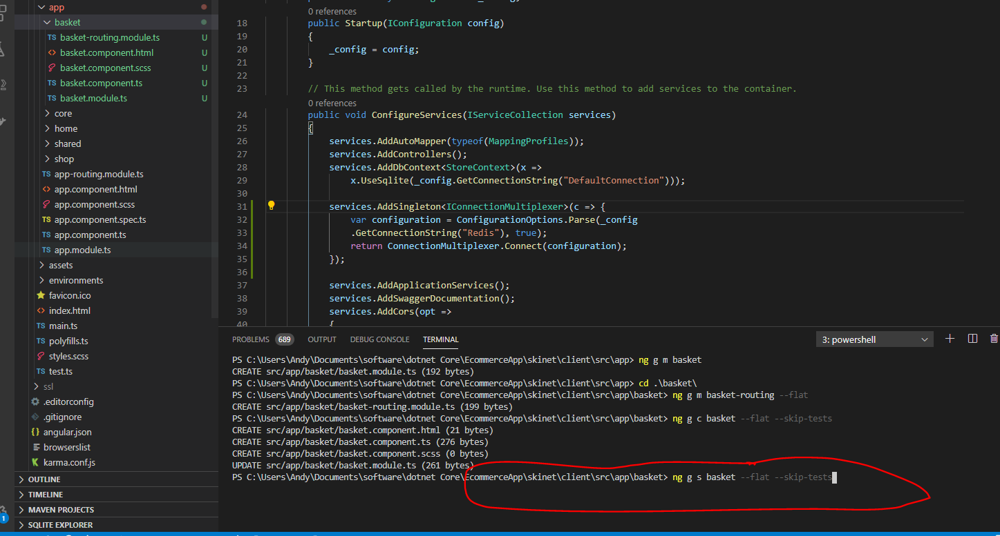 app
basket
TS basket-routing.module.ts U
<> basket.component.html U
basket.component.scss U
TS basket.component.ts U
TS basket.module.ts U
core
home
shared
shop
TS app-routing.module.ts
<> app.component.html
app.component.scss
TS app.component.spec.ts
TS app.component.ts
TS app.module.ts
assets
environments
favicon.ico
<> index.html
TS main.ts
TS polyfills.ts
styles.scss
TS test.ts
ssl
.editorconfig
.gitignore
{} angular.json
browserslist
K karma.conf.js
OUTLINE
TIMELINE
MAVEN PROJECTS
SQLITE EXPLORER
1
0 references
18 public Startup(IConfiguration config)
19 {
20 _config = config;
21 }
22
23 // This method gets called by the runtime. Use this method to add services to the container.
0 references
24 public void ConfigureServices(IServiceCollection services)
25 {
26 services.AddAutoMapper(typeof(MappingProfiles));
27 services.AddControllers();
28 services.AddDbContext<StoreContext>(x =>
29 x.UseSqlite(_config.GetConnectionString("DefaultConnection")));
30
31 services.AddSingleton<IConnectionMultiplexer>(c => {
32 var configuration = ConfigurationOptions.Parse(_config
33 .GetConnectionString("Redis"), true);
34 return ConnectionMultiplexer.Connect(configuration);
35 });
36
37 services.AddApplicationServices();
38 services.AddSwaggerDocumentation();
39 services.AddCors(opt =>
40 {
PROBLEMS 689 OUTPUT DEBUG CONSOLE TERMINAL 3: powershell
PS C:\Users\Andy\Documents\software\dotnet Core\EcommerceApp\skinet\client\src\app> ng g m basket
CREATE src/app/basket/basket.module.ts (192 bytes)
PS C:\Users\Andy\Documents\software\dotnet Core\EcommerceApp\skinet\client\src\app> cd .\basket\
PS C:\Users\Andy\Documents\software\dotnet Core\EcommerceApp\skinet\client\src\app\basket> ng g m basket-routing --flat
CREATE src/app/basket/basket-routing.module.ts (199 bytes)
PS C:\Users\Andy\Documents\software\dotnet Core\EcommerceApp\skinet\client\src\app\basket> ng g c basket --flat --skip-tests
CREATE src/app/basket/basket.component.html (21 bytes)
CREATE src/app/basket/basket.component.ts (276 bytes)
CREATE src/app/basket/basket.component.scss (0 bytes)
UPDATE src/app/basket/basket.module.ts (261 bytes)
PS C:\Users\Andy\Documents\software\dotnet Core\EcommerceApp\skinet\client\src\app\basket> ng g s basket --flat --skip-tests